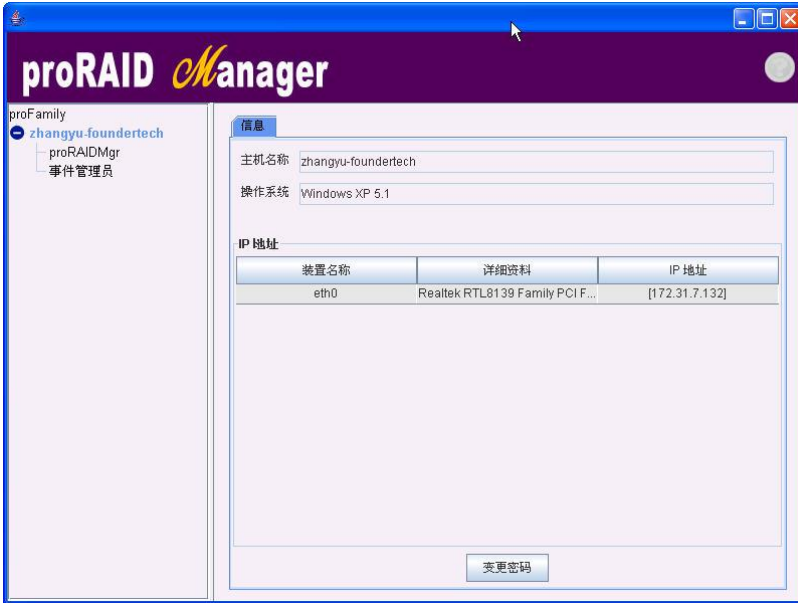 proRAID Manager
proFamily
zhangyu-foundertech
proRAIDMgr
事件管理员
信息
主机名称 zhangyu-foundertech
操作系统 Windows XP 5.1
IP 地址
装置名称 详细资料 IP 地址
eth0 Realtek RTL8139 Family PCI F... [172.31.7.132]
变更密码